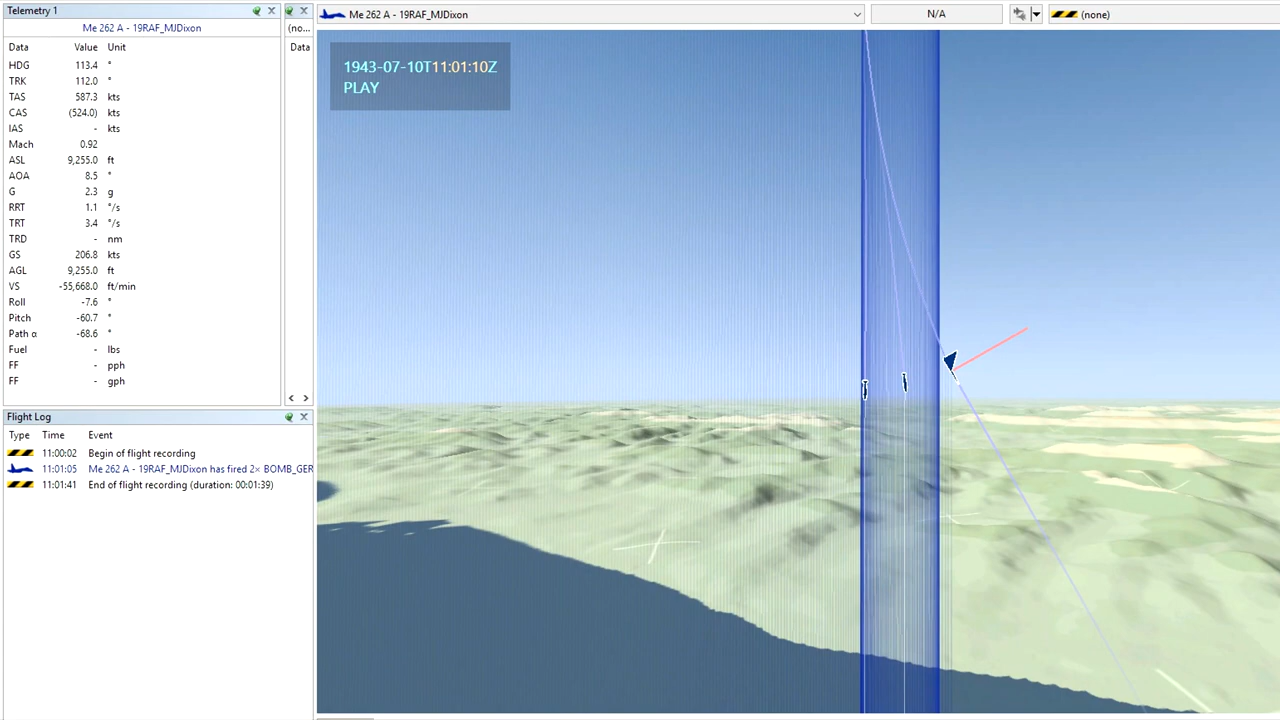 Telemetry 1
Me 262 A - 19RAF_MJDixon
Data Value Unit
HDG 113.4 °
TRK 112.0 °
TAS 587.3 kts
CAS (524.0) kts
IAS - kts
Mach 0.92
ASL 9,255.0 ft
AOA 8.5 °
G 2.3 g
RRT 1.1 °/s
TRT 3.4 °/s
TRD - nm
GS 206.8 kts
AGL 9,255.0 ft
VS -55,668.0 ft/min
Roll -7.6 °
Pitch -60.7 °
Path α -68.6 °
Fuel - lbs
FF - pph
FF - gph
(no...
Data
Flight Log
Type Time Event
11:00:02 Begin of flight recording
11:01:05 Me 262 A - 19RAF_MJDixon has fired 2× BOMB_GER
11:01:41 End of flight recording (duration: 00:01:39)
Me 262 A - 19RAF_MJDixon
N/A
(none)
1943-07-10T11:01:10Z
PLAY